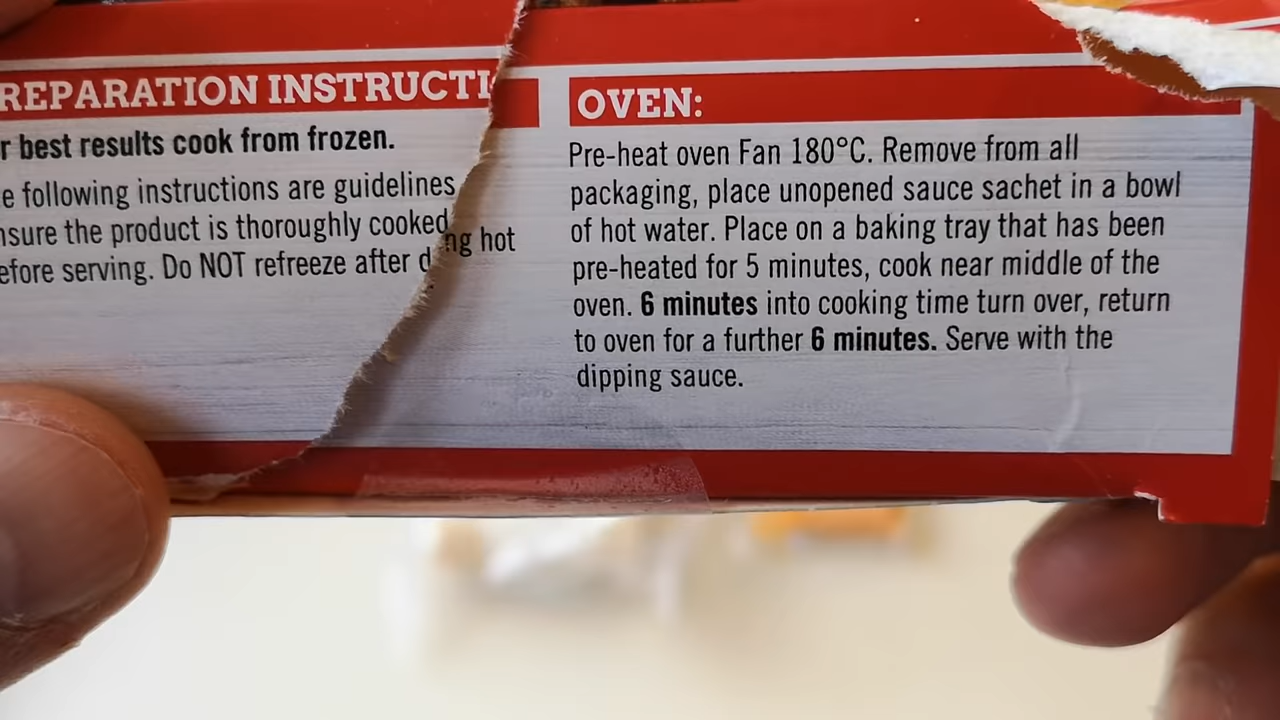 REPARATION INSTRUCTI
r best results cook from frozen.
e following instructions are guidelines
nsure the product is thoroughly cooked
ng hot
efore serving. Do NOT refreeze after d
OVEN:
Pre-heat oven Fan 180°C. Remove from all
packaging, place unopened sauce sachet in a bowl
of hot water. Place on a baking tray that has been
pre-heated for 5 minutes, cook near middle of the
oven. 6 minutes into cooking time turn over, return
to oven for a further 6 minutes. Serve with the
dipping sauce.